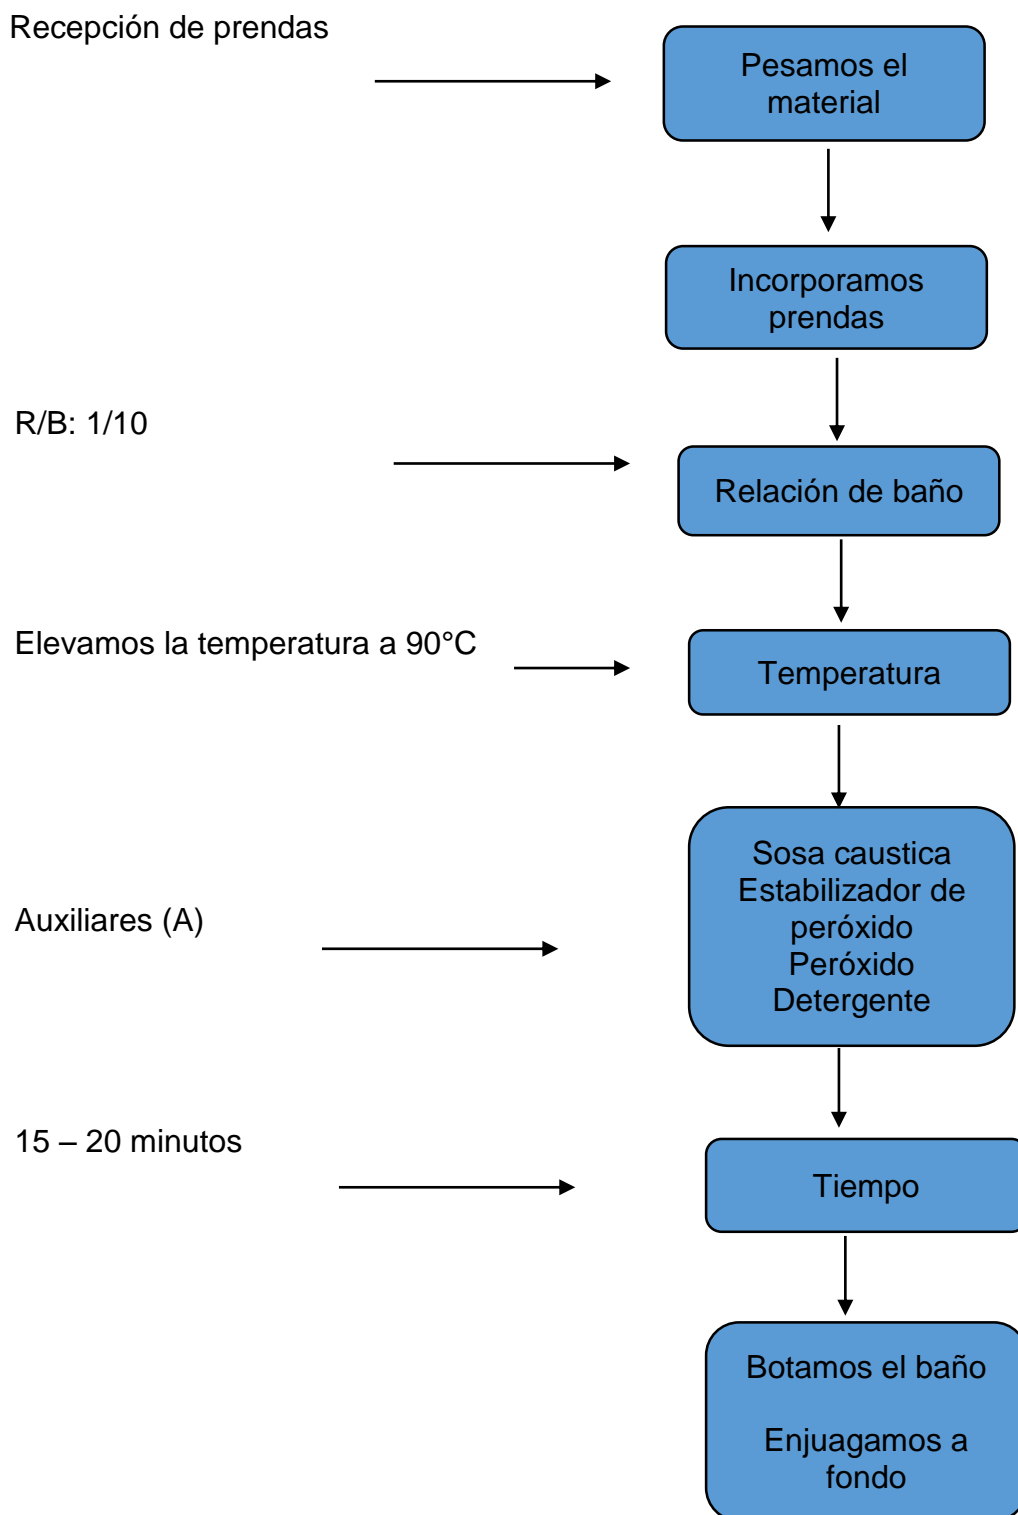 Recepción de prendas
Pesamos el
material
Incorporamos
prendas
R/B: 1/10
Relación de baño
Elevamos la temperatura a 90°C
Temperatura
Sosa caustica
Estabilizador de
peróxido
Peróxido
Detergente
Auxiliares (A)
15 – 20 minutos
Tiempo
Botamos el baño
Enjuagamos a
fondo